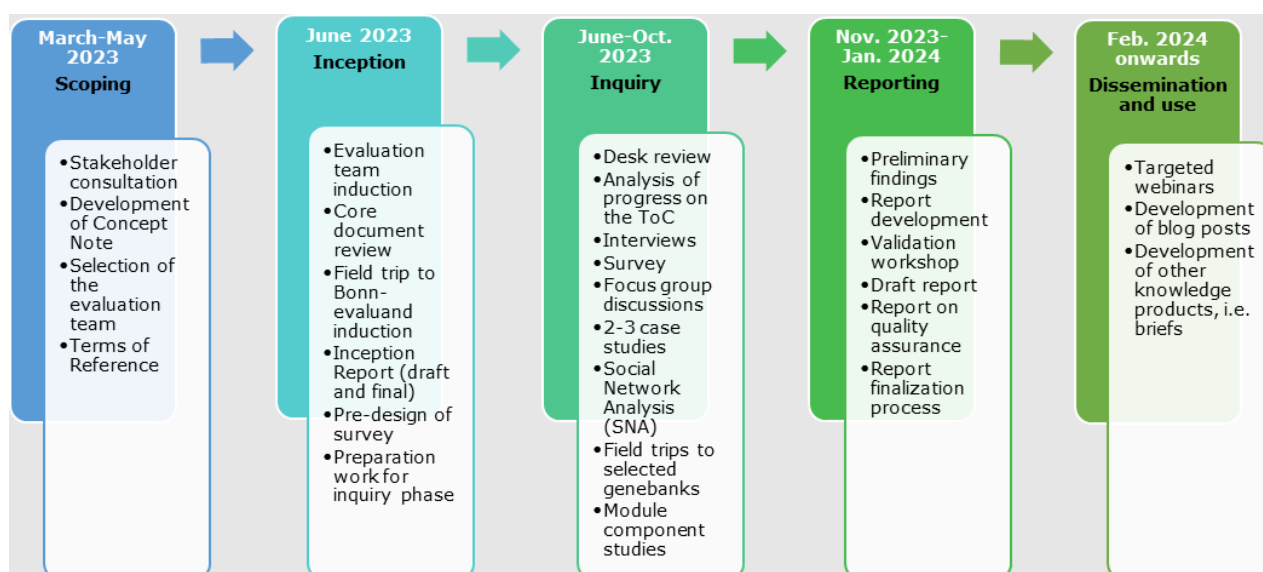 March-May
2023
Scoping
•Stakeholder
consultation
•Development
of Concept
Note
•Selection of
the
evaluation
team
•Terms of
Reference
June 2023
Inception
•Evaluation
team
induction
•Core
document
review
•Field trip to
Bonn-
evaluand
induction
•Inception
Report (draft
and final)
•Pre-design of
survey
•Preparation
work for
inquiry phase
June-Oct.
2023
Inquiry
•Desk review
•Analysis of
progress on
the ToC
•Interviews
•Survey
•Focus group
discussions
•2-3 case
studies
•Social
Network
Analysis
(SNA)
•Field trips to
selected
genebanks
•Module
component
studies
Nov. 2023-
Jan. 2024
Reporting
•Preliminary
findings
•Report
development
•Validation
workshop
•Draft report
•Report on
quality
assurance
•Report
finalization
process
Feb. 2024
onwards
Dissemination
and use
•Targeted
webinars
•Development
of blog posts
•Development
of other
knowledge
products, i.e.
briefs